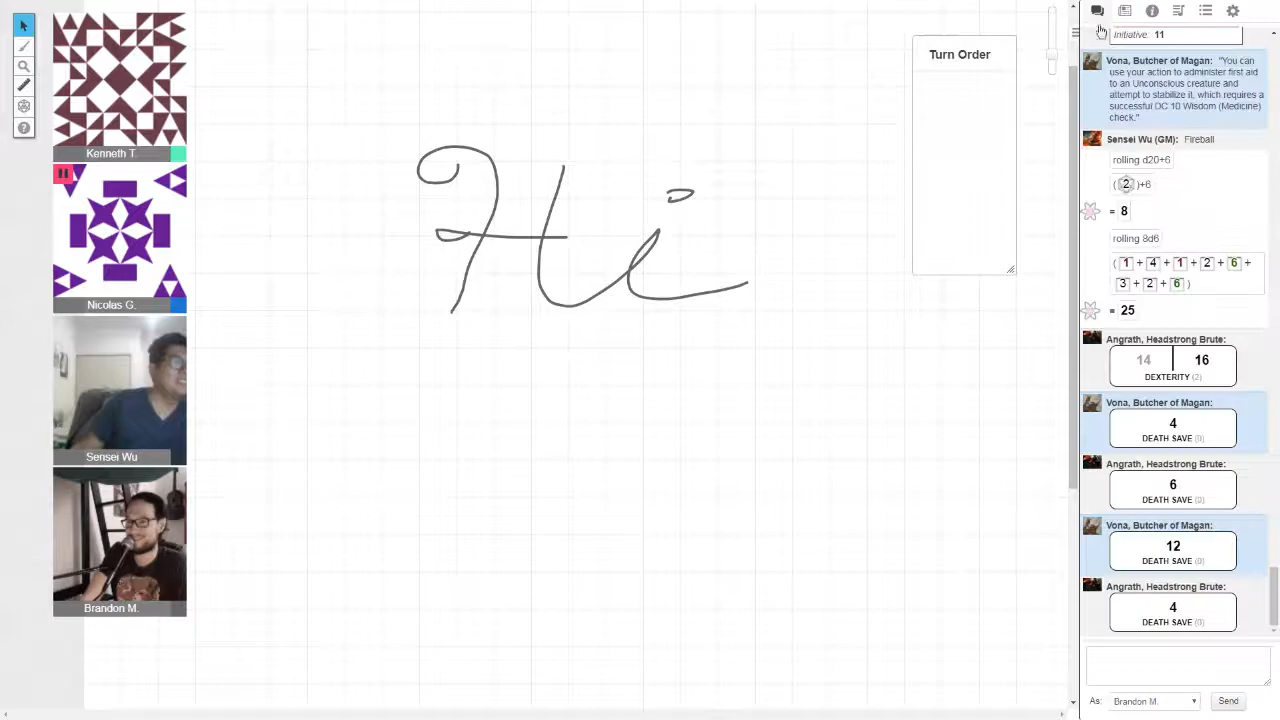 Kenneth T.
Nicolas G.
Sensei Wu
Brandon M.
Hi
Turn Order
Initiative: 11
Vona, Butcher of Magan: "You can
use your action to administer first aid
to an Unconscious creature and
attempt to stabilize it, which requires a
successful DC 10 Wisdom (Medicine)
check."
Sensei Wu (GM): Fireball
rolling d20+6
(2)+6
= 8
rolling 8d6
( 1 + 4 + 1 + 2 + 6 +
3 + 2 + 6 )
= 25
Angrath, Headstrong Brute:
14 16
DEXTERITY (2)
Vona, Butcher of Magan:
4
DEATH SAVE (0)
Angrath, Headstrong Brute:
6
DEATH SAVE (0)
Vona, Butcher of Magan:
12
DEATH SAVE (0)
Angrath, Headstrong Brute:
4
DEATH SAVE (0)
As: Brandon M. Send